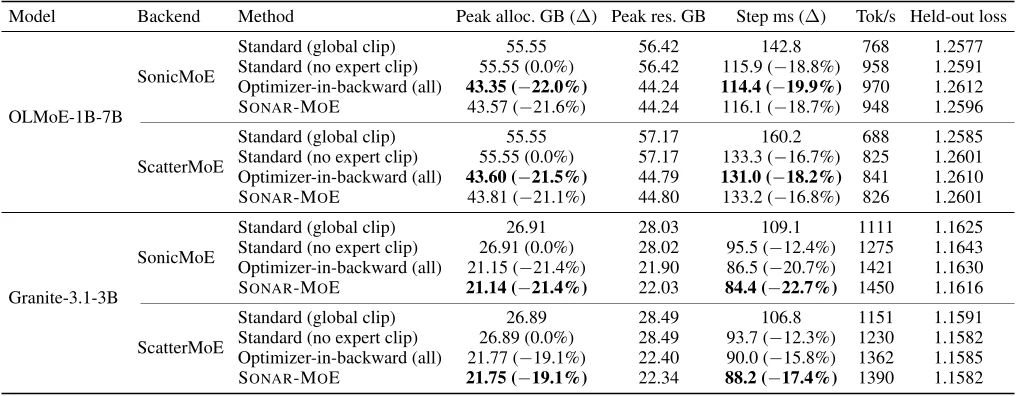 Model Backend Method Peak alloc. GB (Δ) Peak res. GB Step ms (Δ) Tok/s Held-out loss
OLMoE-1B-7B SonicMoE Standard (global clip) 55.55 56.42 142.8 768 1.2577
Standard (no expert clip) 55.55 (0.0%) 56.42 115.9 (−18.8%) 958 1.2591
Optimizer-in-backward (all) 43.35 (−22.0%) 44.24 114.4 (−19.9%) 970 1.2612
SONAR-MOE 43.57 (−21.6%) 44.24 116.1 (−18.7%) 948 1.2596
ScatterMoE Standard (global clip) 55.55 57.17 160.2 688 1.2585
Standard (no expert clip) 55.55 (0.0%) 57.17 133.3 (−16.7%) 825 1.2601
Optimizer-in-backward (all) 43.60 (−21.5%) 44.79 131.0 (−18.2%) 841 1.2610
SONAR-MOE 43.81 (−21.1%) 44.80 133.2 (−16.8%) 826 1.2601
Granite-3.1-3B SonicMoE Standard (global clip) 26.91 28.03 109.1 1111 1.1625
Standard (no expert clip) 26.91 (0.0%) 28.02 95.5 (−12.4%) 1275 1.1643
Optimizer-in-backward (all) 21.15 (−21.4%) 21.90 86.5 (−20.7%) 1421 1.1630
SONAR-MOE 21.14 (−21.4%) 22.03 84.4 (−22.7%) 1450 1.1616
ScatterMoE Standard (global clip) 26.89 28.49 106.8 1151 1.1591
Standard (no expert clip) 26.89 (0.0%) 28.49 93.7 (−12.3%) 1230 1.1582
Optimizer-in-backward (all) 21.77 (−19.1%) 22.40 90.0 (−15.8%) 1362 1.1585
SONAR-MOE 21.75 (−19.1%) 22.34 88.2 (−17.4%) 1390 1.1582